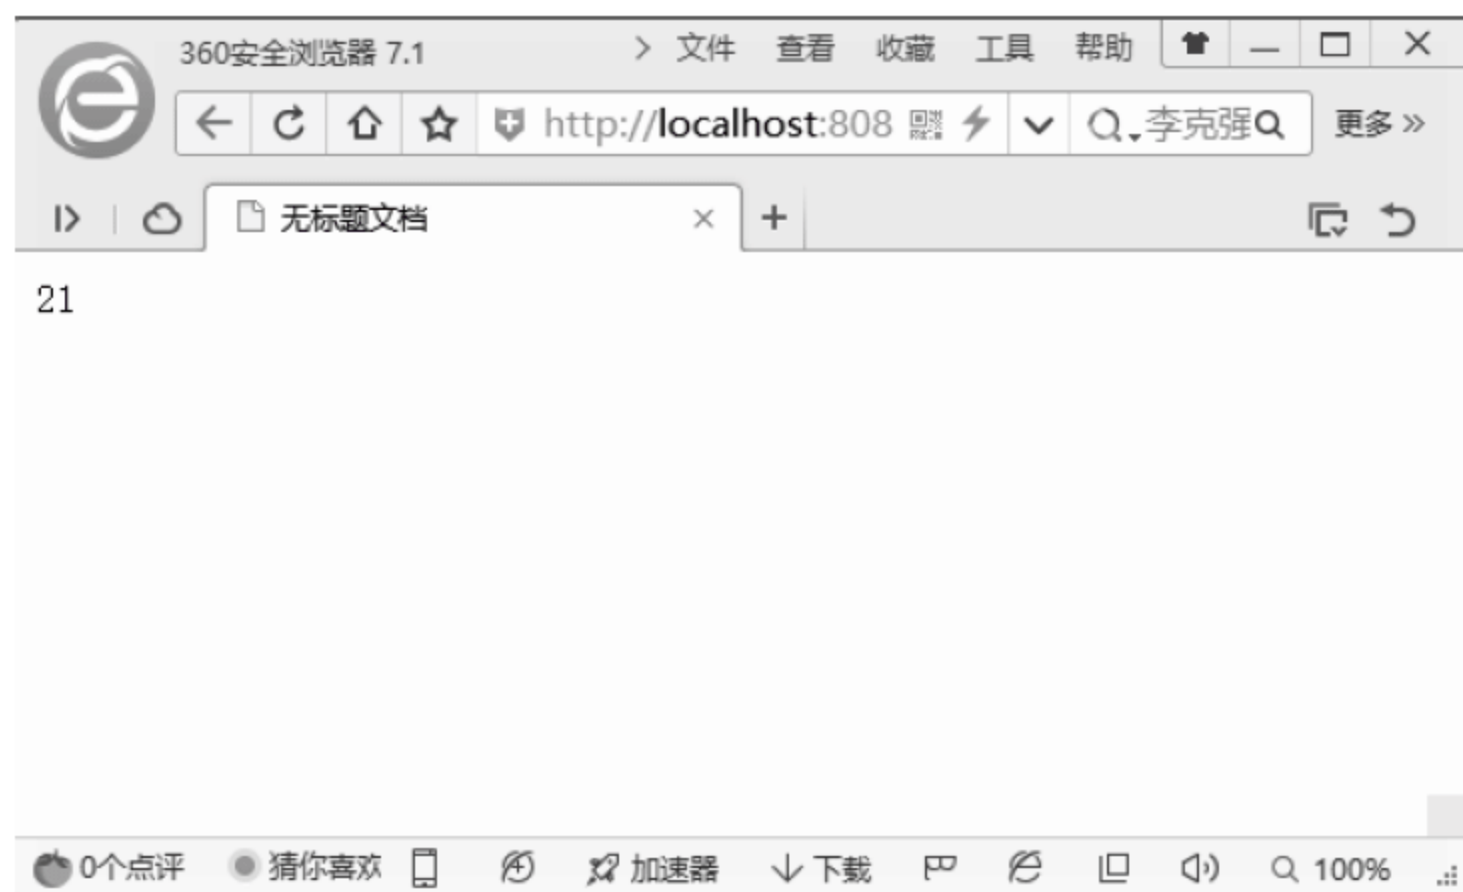 360安全浏览器 7.1
文件 查看 收藏 工具 帮助
http://localhost:808
李克强
更多 »
无标题文档
21
0个点评 猜你喜欢 加速器 下载 100%